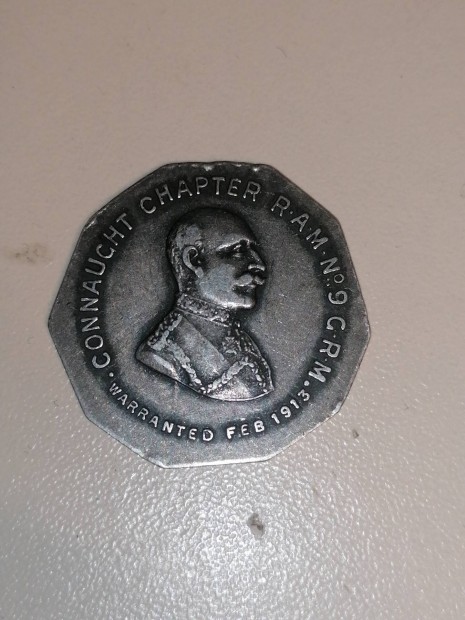 CONNAUGHT CHAPTER R·A·M· No. 9 G·R·M·
WARRANTED FEB 1913